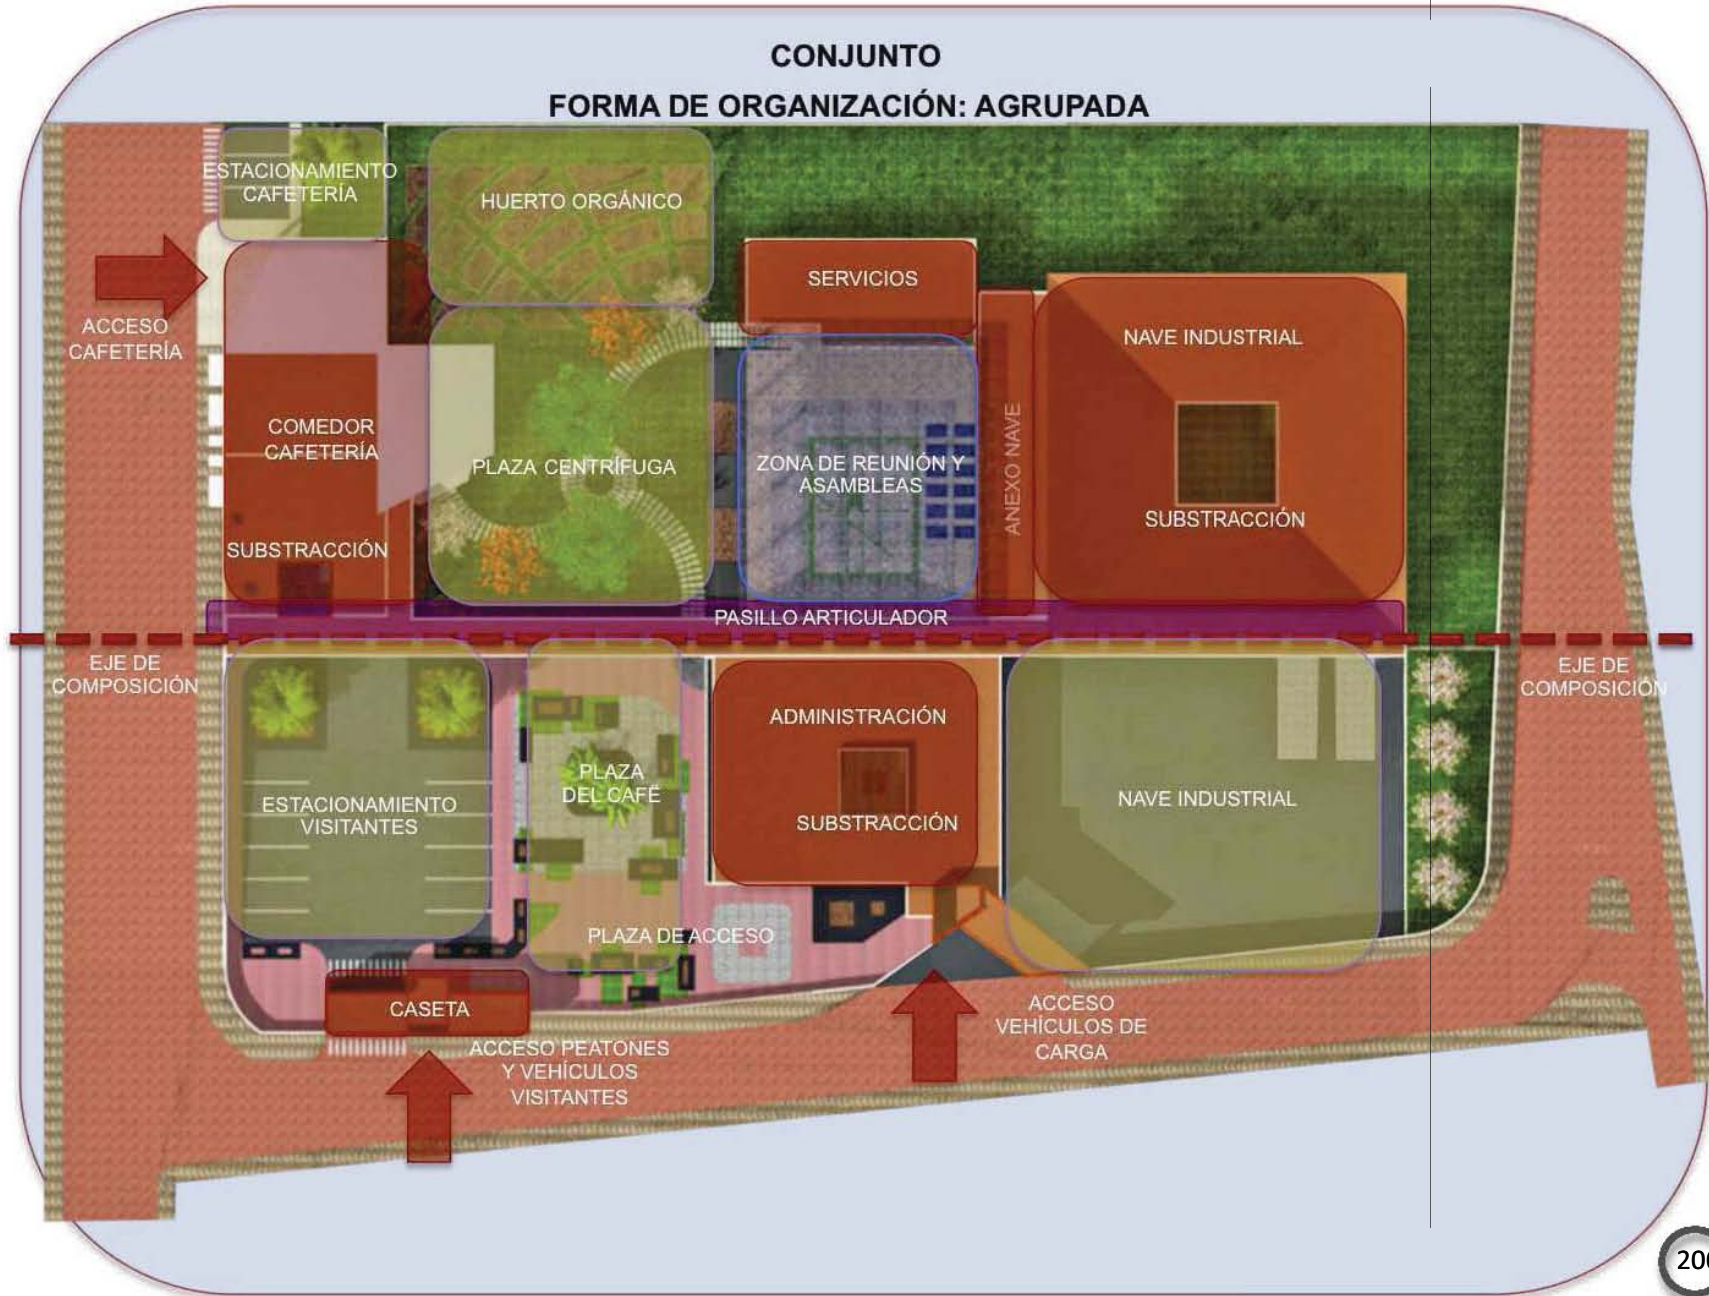 CONJUNTO
FORMA DE ORGANIZACIÓN: AGRUPADA
ESTACIONAMIENTO
CAFETERÍA
HUERTO ORGÁNICO
SERVICIOS
ACCESO
CAFETERÍA
NAVE INDUSTRIAL
COMEDOR
CAFETERÍA
PLAZA CENTRÍFUGA
ZONA DE REUNIÓN Y
ASAMBLEAS
ANEXO NAVE
SUBSTRACCIÓN
SUBSTRACCIÓN
PASILLO ARTICULADOR
EJE DE
COMPOSICIÓN
EJE DE
COMPOSICIÓN
ADMINISTRACIÓN
PLAZA
DEL CAFÉ
ESTACIONAMIENTO
VISITANTES
NAVE INDUSTRIAL
SUBSTRACCIÓN
PLAZA DE ACCESO
CASETA
ACCESO
VEHÍCULOS DE
CARGA
ACCESO PEATONES
Y VEHÍCULOS
VISITANTES